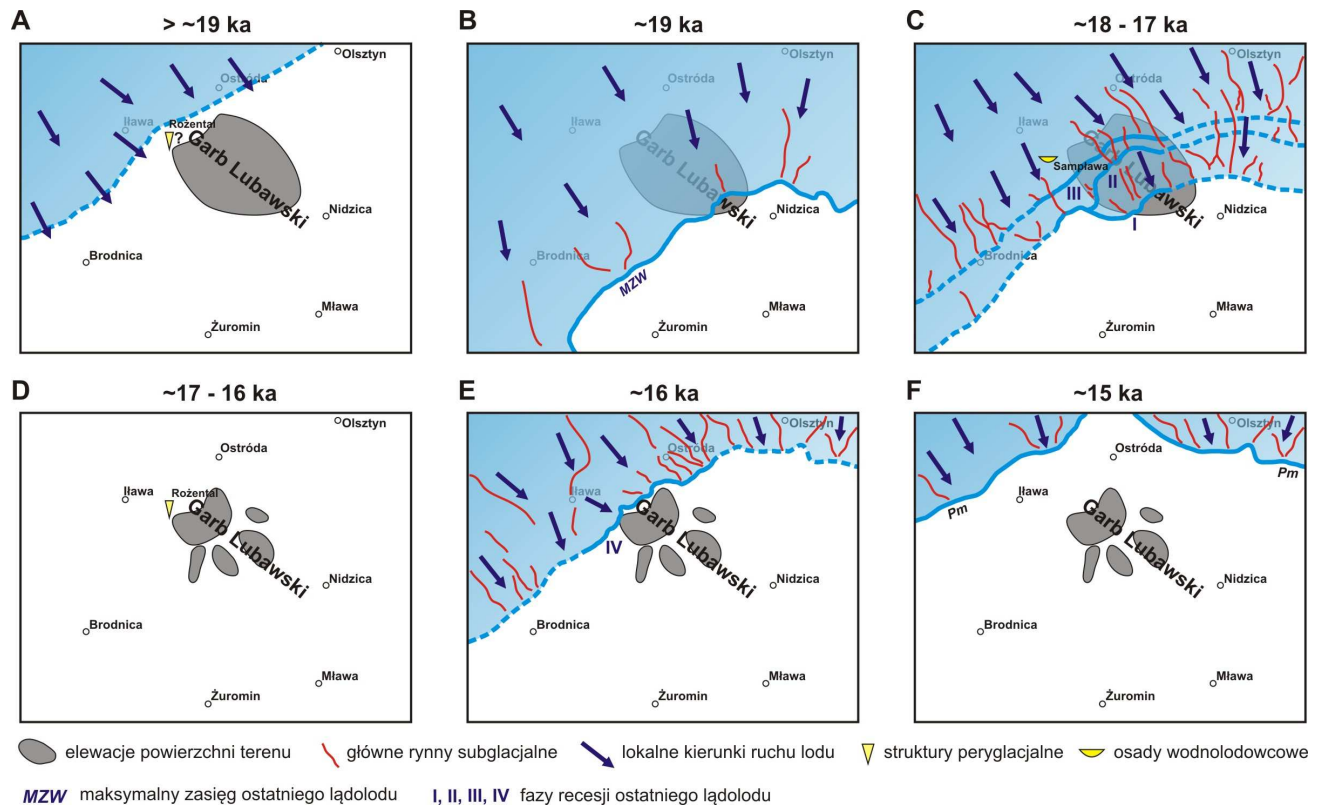 A
> ~19 ka
Olsztyn
Ostróda
Iława
Rożental
?
Garb Lubawski
Nidzica
Brodnica
Mława
Żuromin
B
~19 ka
Olsztyn
Ostróda
Iława
Garb Lubawski
Nidzica
Brodnica
MZW
Mława
Żuromin
C
~18 - 17 ka
Olsztyn
Ostróda
Iława
Sampława
Garb Lubawski
III
II
I
Nidzica
Brodnica
Mława
Żuromin
D
~17 - 16 ka
Olsztyn
Ostróda
Iława
Rożental
Garb Lubawski
Nidzica
Brodnica
Mława
Żuromin
E
~16 ka
Olsztyn
Ostróda
Iława
Garb Lubawski
IV
Nidzica
Brodnica
Mława
Żuromin
F
~15 ka
Olsztyn
Ostróda
Pm
Iława
Pm
Garb Lubawski
Nidzica
Brodnica
Mława
Żuromin
elewacje powierzchni terenu
główne rynny subglacjalne
lokalne kierunki ruchu lodu
struktury peryglacjalne
osady wodnolodowcowe
MZW maksymalny zasięg ostatniego lądolodu
I, II, III, IV fazy recesji ostatniego lądolodu